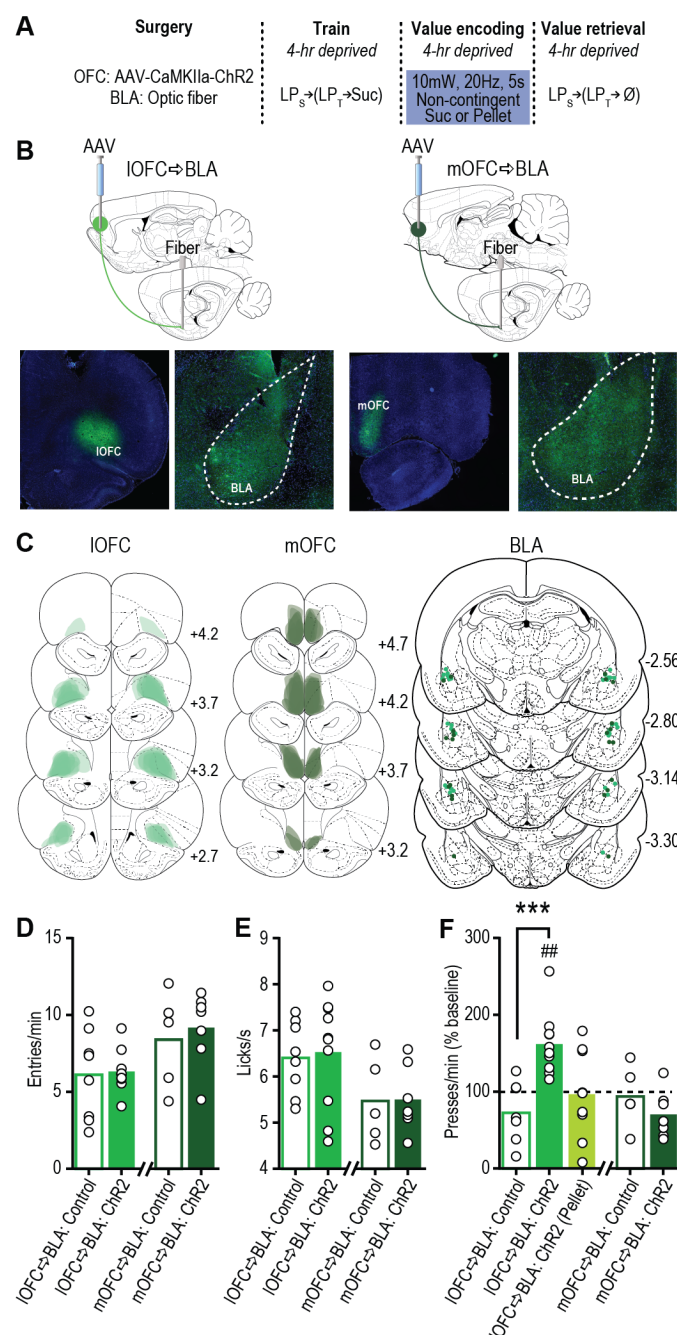 A
Surgery
Train
Value encoding
Value retrieval
4-hr deprived
4-hr deprived
4-hr deprived
OFC: AAV-CaMKIIa-ChR2
BLA: Optic fiber
LPS→(LPT→Suc)
10mW, 20Hz, 5s
Non-contingent
Suc or Pellet
LPS→(LPT→ Ø)
B
AAV
lOFC⇨BLA
Fiber
AAV
mOFC⇨BLA
Fiber
lOFC
BLA
mOFC
BLA
C
lOFC
mOFC
BLA
+4.2
+3.7
+3.2
+2.7
+4.7
+4.2
+3.7
+3.2
-2.56
-2.80
-3.14
-3.30
D
Entries/min
15
10
5
0
lOFC⇨BLA: Control
lOFC⇨BLA: ChR2
mOFC⇨BLA: Control
mOFC⇨BLA: ChR2
E
Licks/s
9
8
7
6
5
4
lOFC⇨BLA: Control
lOFC⇨BLA: ChR2
mOFC⇨BLA: Control
mOFC⇨BLA: ChR2
F
***
##
Presses/min (% baseline)
300
150
100
0
lOFC⇨BLA: Control
lOFC⇨BLA: ChR2
lOFC⇨BLA: ChR2 (Pellet)
mOFC⇨BLA: Control
mOFC⇨BLA: ChR2